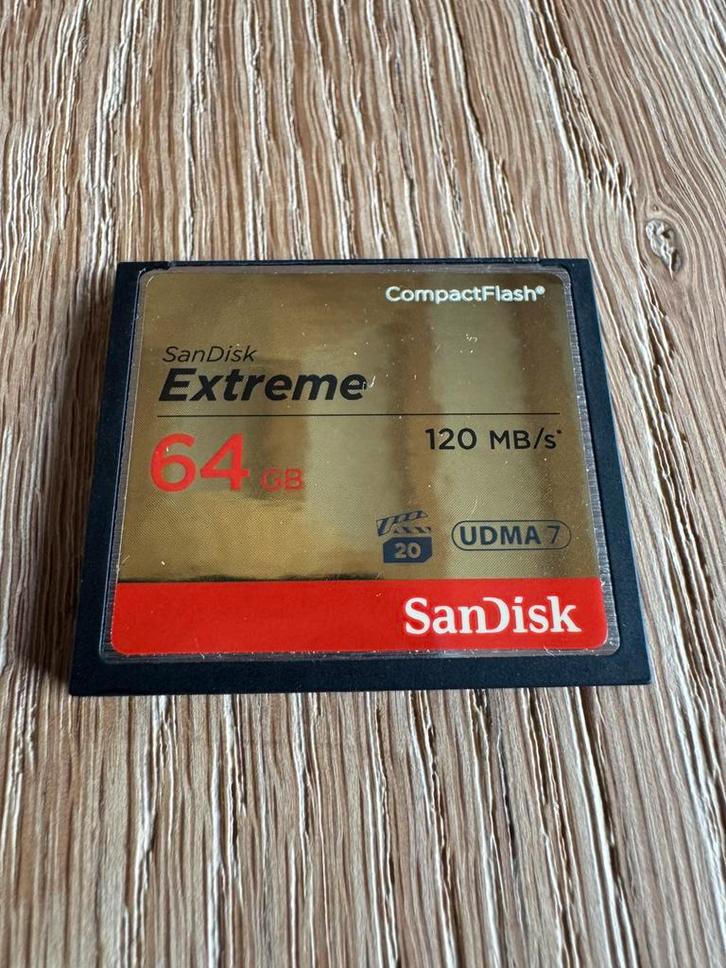 CompactFlash®
SanDisk
Extreme
120 MB/s*
64 GB
20
UDMA 7
SanDisk